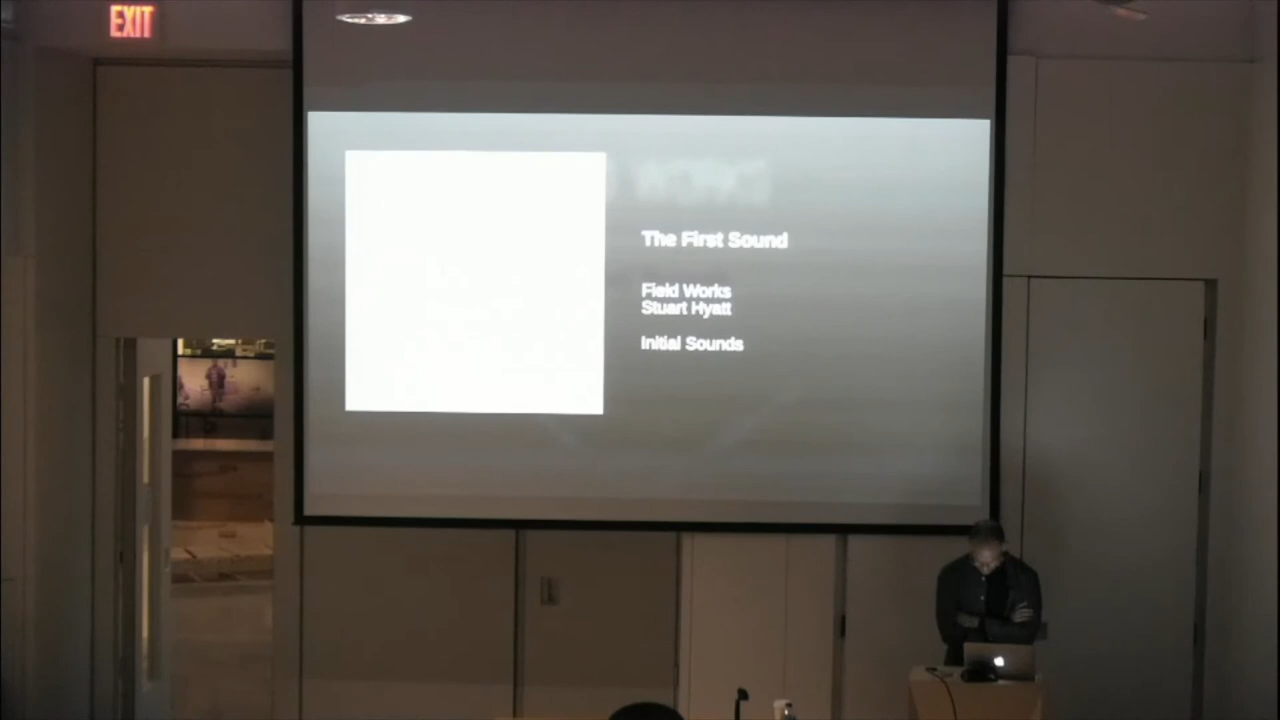 EXIT
The First Sound
Field Works
Stuart Hyatt
Initial Sounds